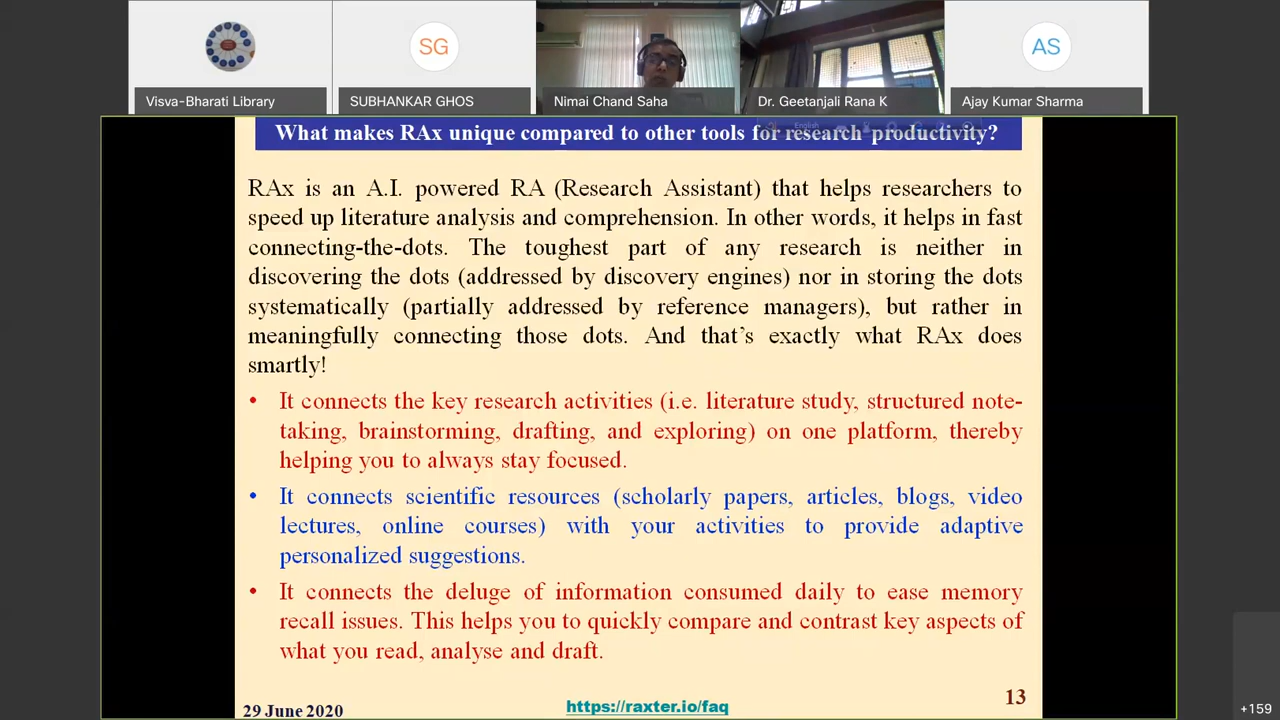 SG
AS
Visva-Bharati Library
SUBHANKAR GHOS
Nimai Chand Saha
Dr. Geetanjali Rana K
Ajay Kumar Sharma
English
What makes RAx unique compared to other tools for research productivity?
RAx is an A.I. powered RA (Research Assistant) that helps researchers to
speed up literature analysis and comprehension. In other words, it helps in fast
connecting-the-dots. The toughest part of any research is neither in
discovering the dots (addressed by discovery engines) nor in storing the dots
systematically (partially addressed by reference managers), but rather in
meaningfully connecting those dots. And that’s exactly what RAx does
smartly!
• It connects the key research activities (i.e. literature study, structured note-
taking, brainstorming, drafting, and exploring) on one platform, thereby
helping you to always stay focused.
• It connects scientific resources (scholarly papers, articles, blogs, video
lectures, online courses) with your activities to provide adaptive
personalized suggestions.
• It connects the deluge of information consumed daily to ease memory
recall issues. This helps you to quickly compare and contrast key aspects of
what you read, analyse and draft.
29 June 2020
https://raxter.io/faq
13
+159